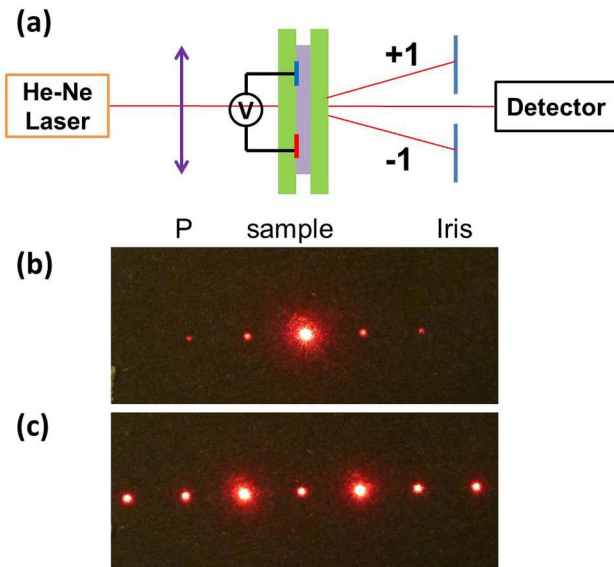 (a)
He-Ne
Laser
V
+1
-1
Detector
P
sample
Iris
(b)
(c)